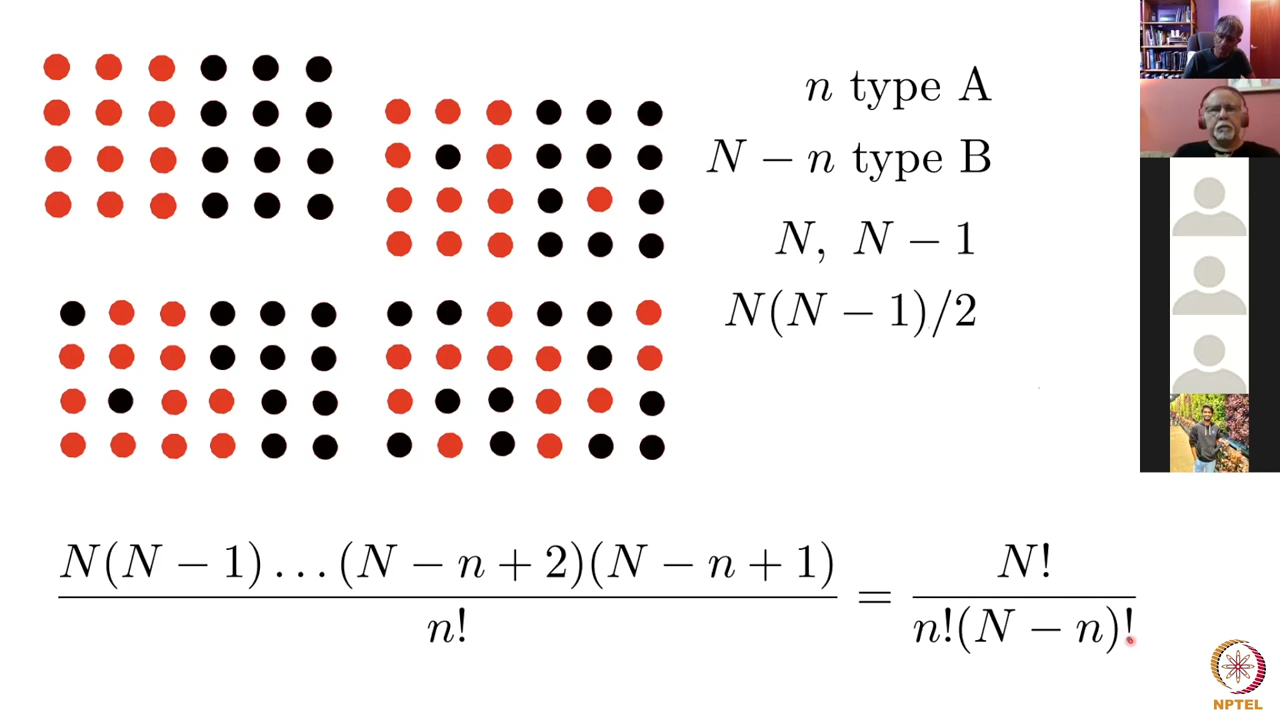 n type A
N − n type B
N, N − 1
N(N − 1)/2
N(N − 1)...(N − n + 2)(N − n + 1) / n! = N! / n!(N − n)!
NPTEL